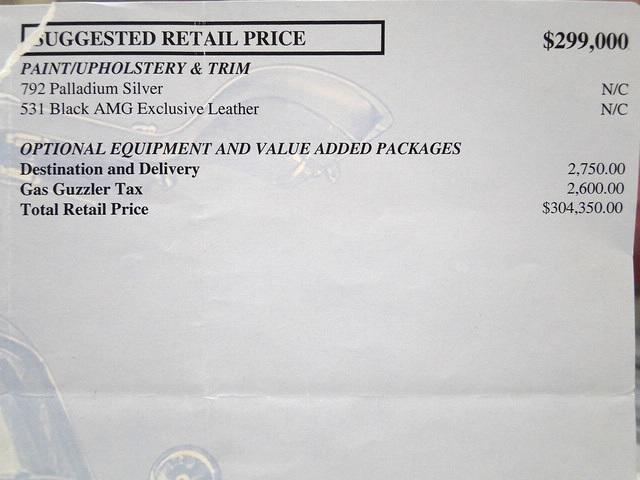 SUGGESTED RETAIL PRICE $299,000
PAINT/UPHOLSTERY & TRIM
792 Palladium Silver N/C
531 Black AMG Exclusive Leather N/C
OPTIONAL EQUIPMENT AND VALUE ADDED PACKAGES
Destination and Delivery 2,750.00
Gas Guzzler Tax 2,600.00
Total Retail Price $304,350.00